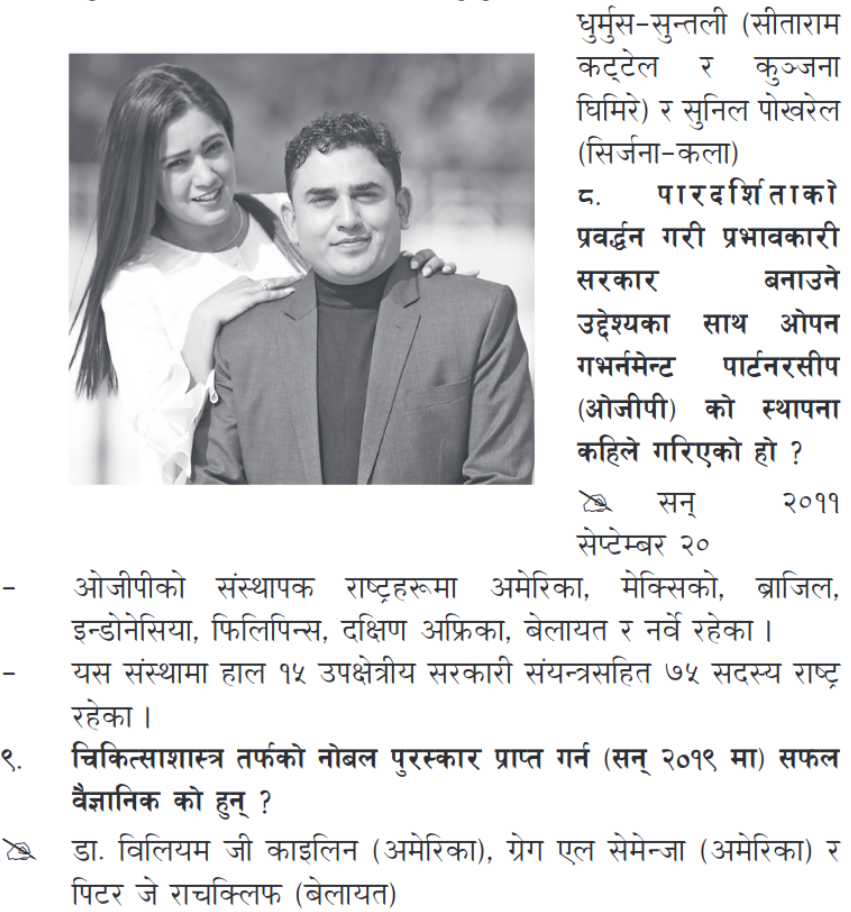 धुर्मुस-सुन्तली (सीताराम
कट्टेल र कुञ्जना
घिमिरे) र सुनिल पोखरेल
(सिर्जना-कला)
८. पारदर्शिताको
प्रवर्द्धन गरी प्रभावकारी
सरकार बनाउने
उद्देश्यका साथ ओपन
गभर्नमेन्ट पार्टनरसीप
(ओजीपी) को स्थापना
कहिले गरिएको हो ?
सन् २०११
सेप्टेम्बर २०
– ओजीपीको संस्थापक राष्ट्रहरूमा अमेरिका, मेक्सिको, ब्राजिल,
इन्डोनेसिया, फिलिपिन्स, दक्षिण अफ्रिका, बेलायत र नर्वे रहेका ।
– यस संस्थामा हाल १५ उपक्षेत्रीय सरकारी संयन्त्रसहित ७५ सदस्य राष्ट्र
रहेका ।
९. चिकित्साशास्त्र तर्फको नोबल पुरस्कार प्राप्त गर्न (सन् २०१९ मा) सफल
वैज्ञानिक को हुन् ?
डा. विलियम जी काइलिन (अमेरिका), ग्रेग एल सेमेन्जा (अमेरिका) र
पिटर जे राचक्लिफ (बेलायत)